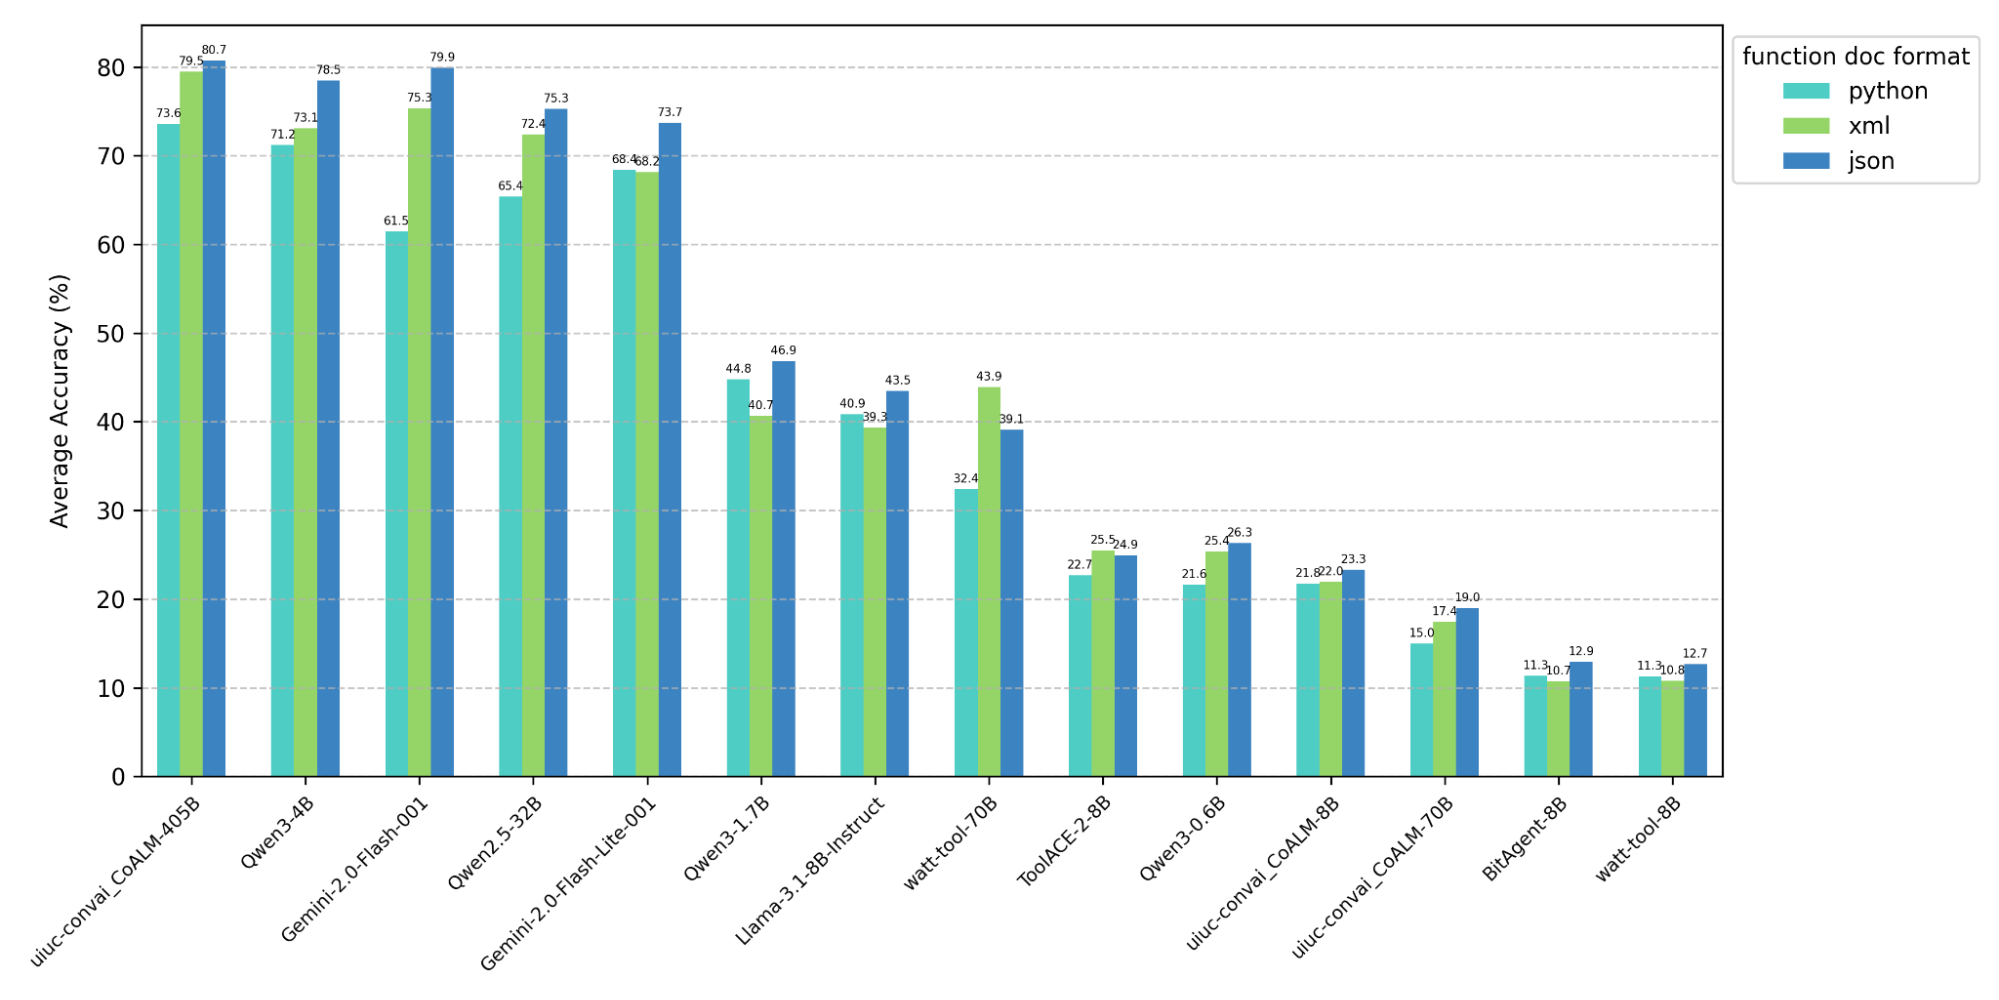 function doc format
python
xml
json
Average Accuracy (%)
80
70
60
50
40
30
20
10
0
73.6 79.5 80.7
71.2 73.1 78.5
61.5 75.3 79.9
65.4 72.4 75.3
68.4 68.2 73.7
44.8 40.7 46.9
40.9 39.3 43.5
32.4 43.9 39.1
22.7 25.5 24.9
21.6 25.4 26.3
21.8 22.0 23.3
15.0 17.4 19.0
11.3 10.7 12.9
11.3 10.8 12.7
uiuc-convai_CoALM-405B
Qwen3-4B
Gemini-2.0-Flash-001
Qwen2.5-32B
Gemini-2.0-Flash-Lite-001
Qwen3-1.7B
Llama-3.1-8B-Instruct
watt-tool-70B
ToolACE-2-8B
Qwen3-0.6B
uiuc-convai_CoALM-8B
uiuc-convai_CoALM-70B
BitAgent-8B
watt-tool-8B